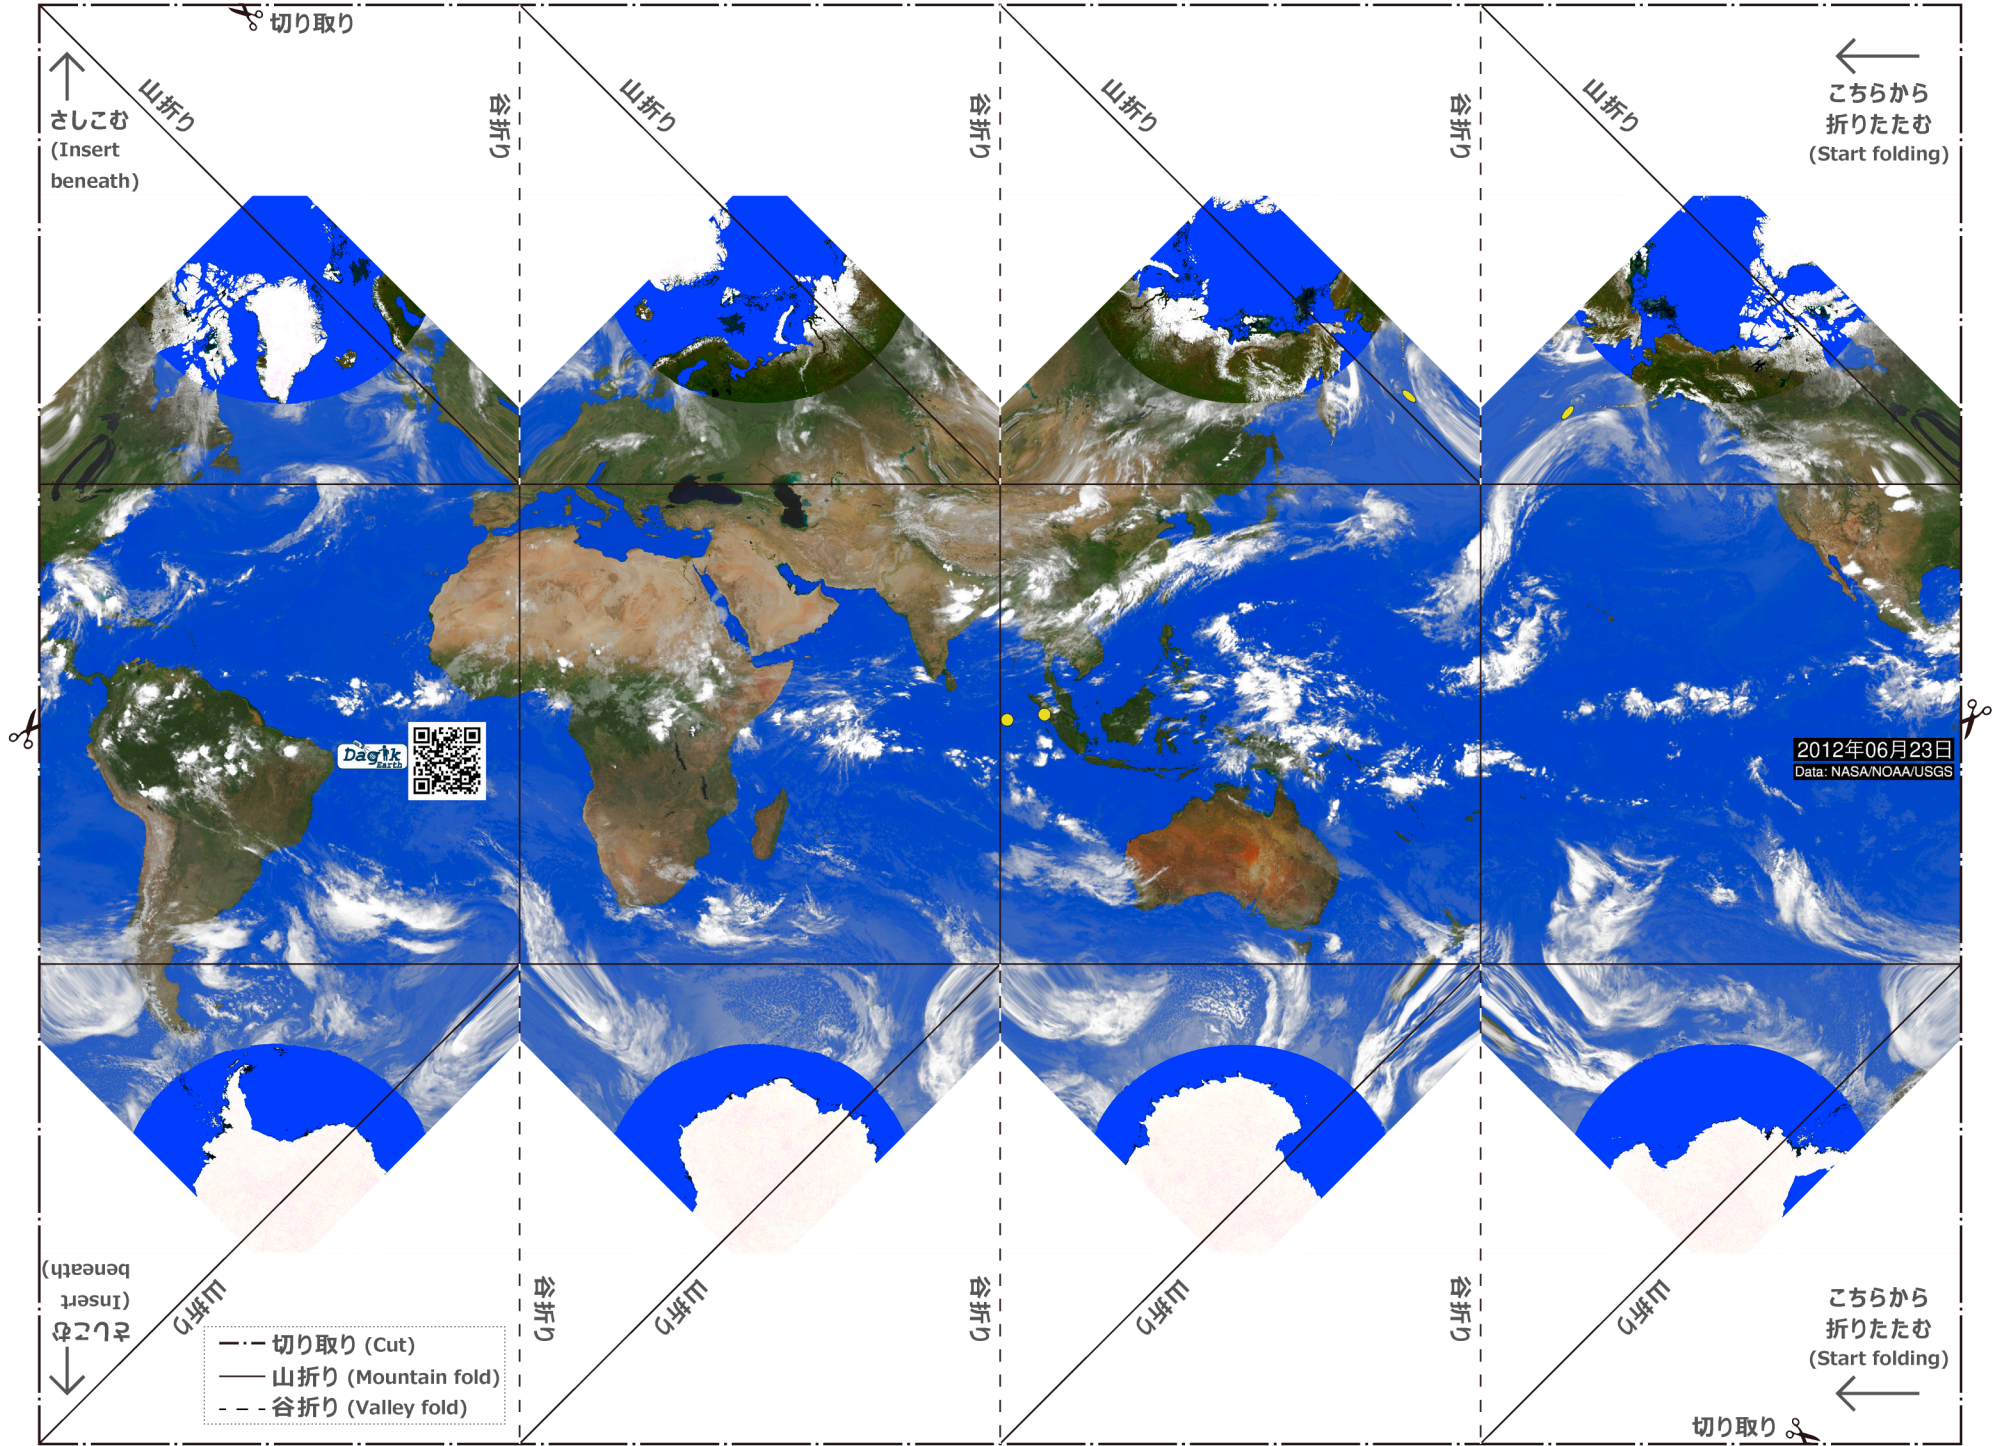 切り取り
さしこむ
(Insert
beneath)
山折り
谷折り
山折り
谷折り
山折り
谷折り
山折り
こちらから
折りたたむ
(Start folding)
Dagik
Earth
2012年06月23日
Data: NASA/NOAA/USGS
さしこむ
(Insert
beneath)
山折り
谷折り
山折り
谷折り
山折り
谷折り
山折り
こちらから
折りたたむ
(Start folding)
切り取り (Cut)
山折り (Mountain fold)
谷折り (Valley fold)
切り取り